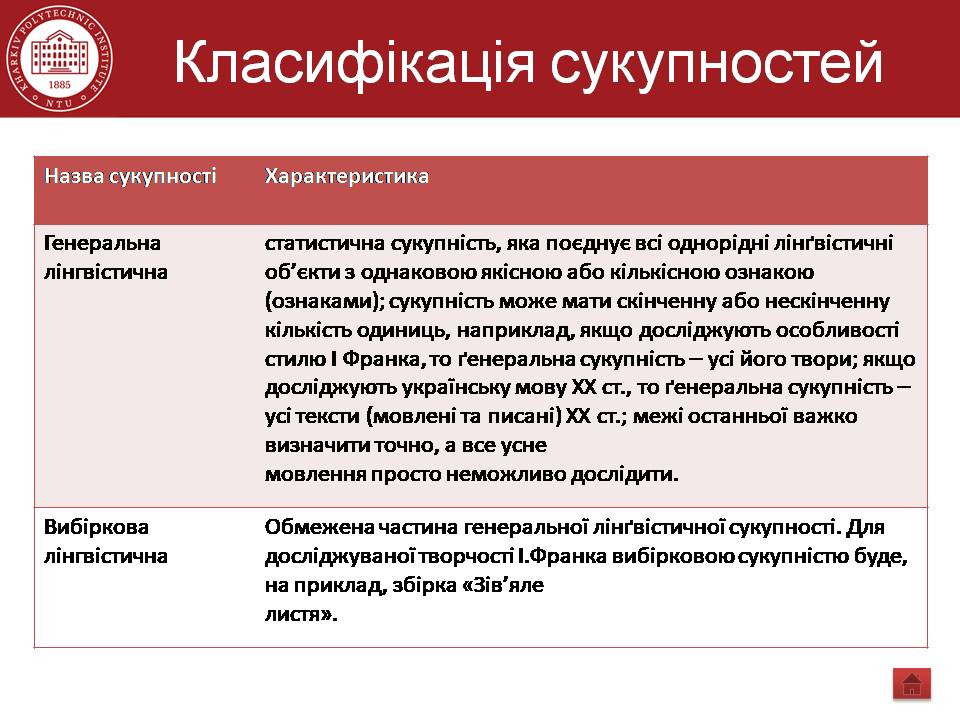 KHARKIV POLYTECHNIC INSTITUTE
1885
NTU
Класифікація сукупностей
Назва сукупності
Характеристика
Генеральна
лінгвістична
статистична сукупність, яка поєднує всі однорідні лінґвістичні
об’єкти з однаковою якісною або кількісною ознакою
(ознаками); сукупність може мати скінченну або нескінченну
кількість одиниць, наприклад, якщо досліджують особливості
стилю І Франка, то ґенеральна сукупність – усі його твори; якщо
досліджують українську мову ХХ ст., то ґенеральна сукупність –
усі тексти (мовлені та писані) ХХ ст.; межі останньої важко
визначити точно, а все усне
мовлення просто неможливо дослідити.
Вибіркова
лінгвістична
Обмежена частина генеральної лінґвістичної сукупності. Для
досліджуваної творчості І.Франка вибірковою сукупністю буде,
на приклад, збірка «Зів’яле
листя».